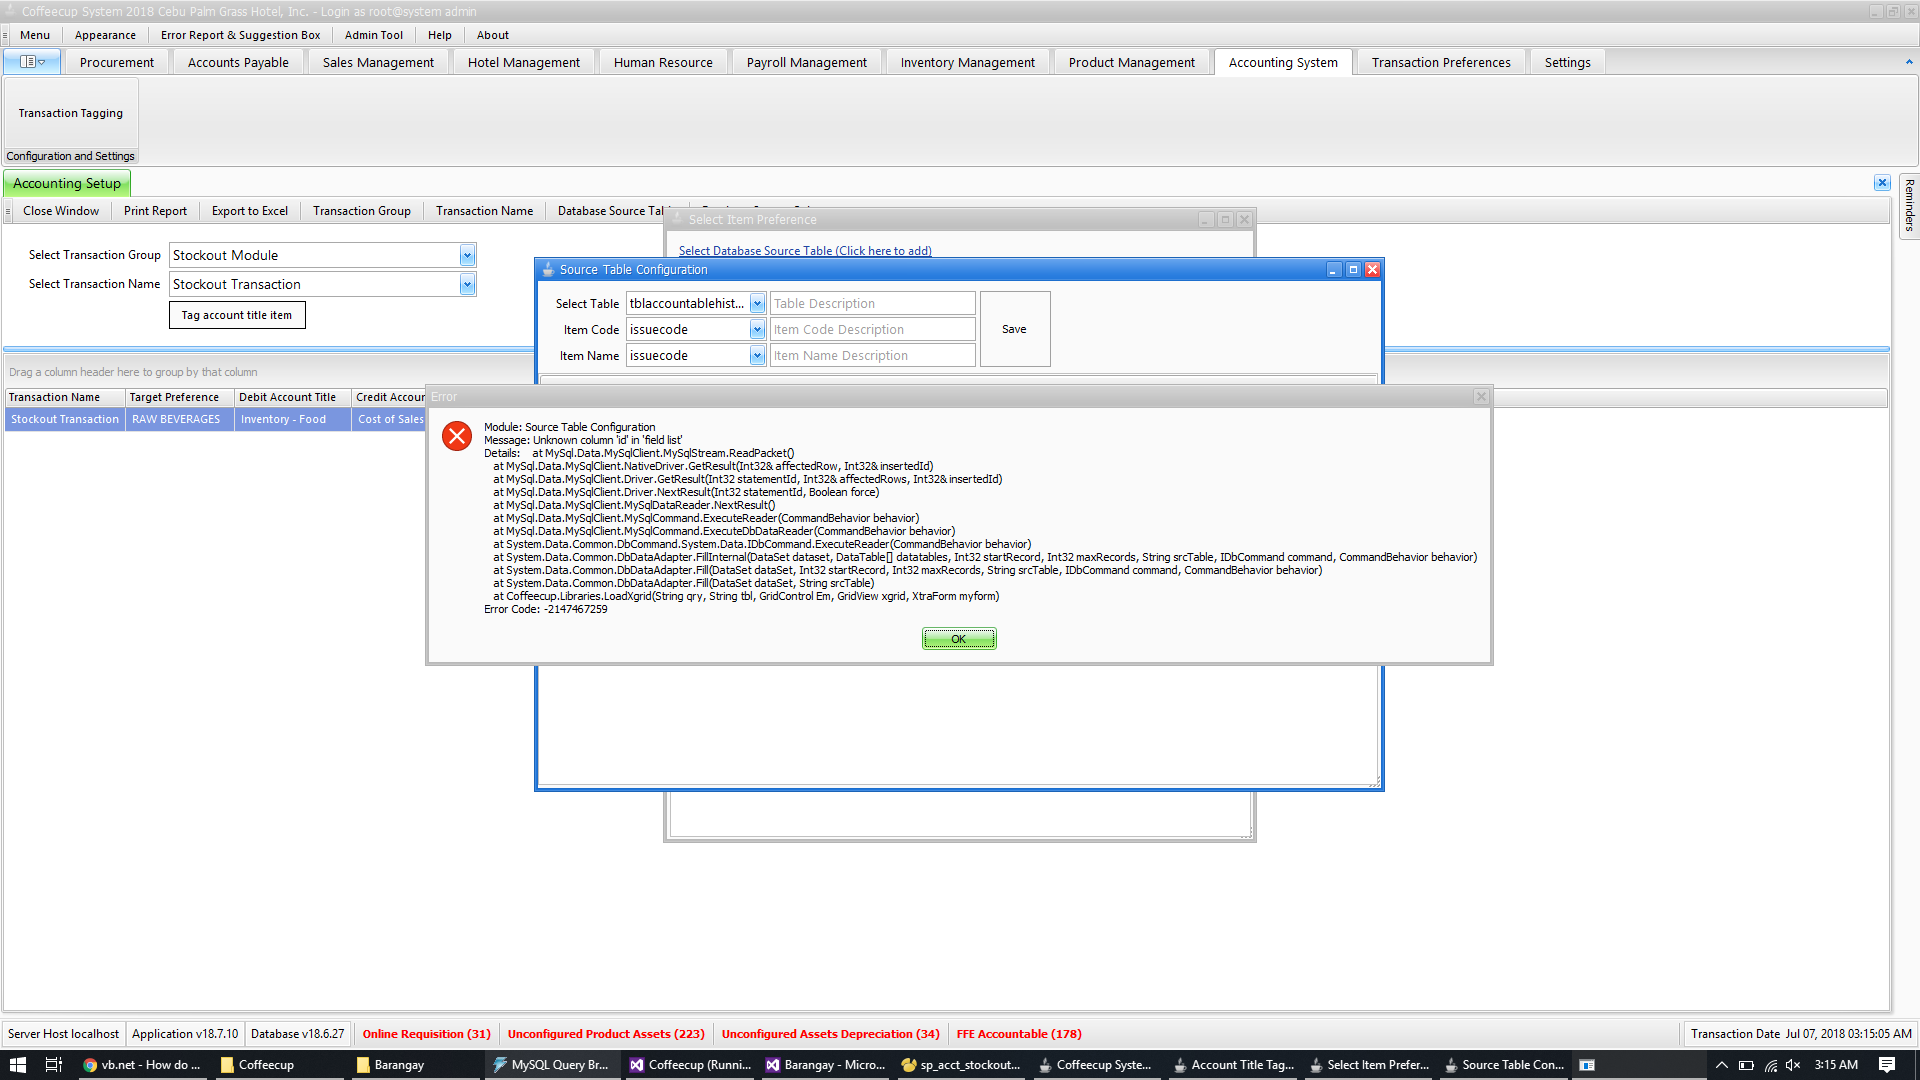 Coffeecup System 2018 Cebu Palm Grass Hotel, Inc. - Login as root@system admin
Menu Appearance Error Report & Suggestion Box Admin Tool Help About
Procurement Accounts Payable Sales Management Hotel Management Human Resource Payroll Management Inventory Management Product Management Accounting System Transaction Preferences Settings
Transaction Tagging
Configuration and Settings
Accounting Setup
Reminders
Close Window Print Report Export to Excel Transaction Group Transaction Name Database Source Tabl
Select Item Preference
Select Database Source Table (Click here to add)
Select Transaction Group Stockout Module
Select Transaction Name Stockout Transaction
Tag account title item
Source Table Configuration
Select Table tblaccountablehist... Table Description
Item Code issuecode Item Code Description
Item Name issuecode Item Name Description
Save
Drag a column header here to group by that column
Transaction Name Target Preference Debit Account Title Credit Accour
Stockout Transaction RAW BEVERAGES Inventory - Food Cost of Sales
Error
Module: Source Table Configuration
Message: Unknown column 'id' in 'field list'
Details: at MySql.Data.MySqlClient.MySqlStream.ReadPacket()
at MySql.Data.MySqlClient.NativeDriver.GetResult(Int32& affectedRow, Int32& insertedId)
at MySql.Data.MySqlClient.Driver.GetResult(Int32 statementId, Int32& affectedRows, Int32& insertedId)
at MySql.Data.MySqlClient.Driver.NextResult(Int32 statementId, Boolean force)
at MySql.Data.MySqlClient.MySqlDataReader.NextResult()
at MySql.Data.MySqlClient.MySqlCommand.ExecuteReader(CommandBehavior behavior)
at MySql.Data.MySqlClient.MySqlCommand.ExecuteDbDataReader(CommandBehavior behavior)
at System.Data.Common.DbCommand.System.Data.IDbCommand.ExecuteReader(CommandBehavior behavior)
at System.Data.Common.DbDataAdapter.FillInternal(DataSet dataset, DataTable[] datatables, Int32 startRecord, Int32 maxRecords, String srcTable, IDbCommand command, CommandBehavior behavior)
at System.Data.Common.DbDataAdapter.Fill(DataSet dataSet, Int32 startRecord, Int32 maxRecords, String srcTable, IDbCommand command, CommandBehavior behavior)
at System.Data.Common.DbDataAdapter.Fill(DataSet dataSet, String srcTable)
at Coffeecup.Libraries.LoadXgrid(String qry, String tbl, GridControl Em, GridView xgrid, XtraForm myform)
Error Code: -2147467259
OK
Server Host localhost Application v18.7.10 Database v18.6.27 Online Requisition (31) Unconfigured Product Assets (223) Unconfigured Assets Depreciation (34) FFE Accountable (178) Transaction Date Jul 07, 2018 03:15:05 AM
vb.net - How do ... Coffeecup Barangay MySQL Query Br... Coffeecup (Runni... Barangay - Micro... sp_acct_stockout... Coffeecup Syste... Account Title Tag... Select Item Prefer... Source Table Con... 3:15 AM